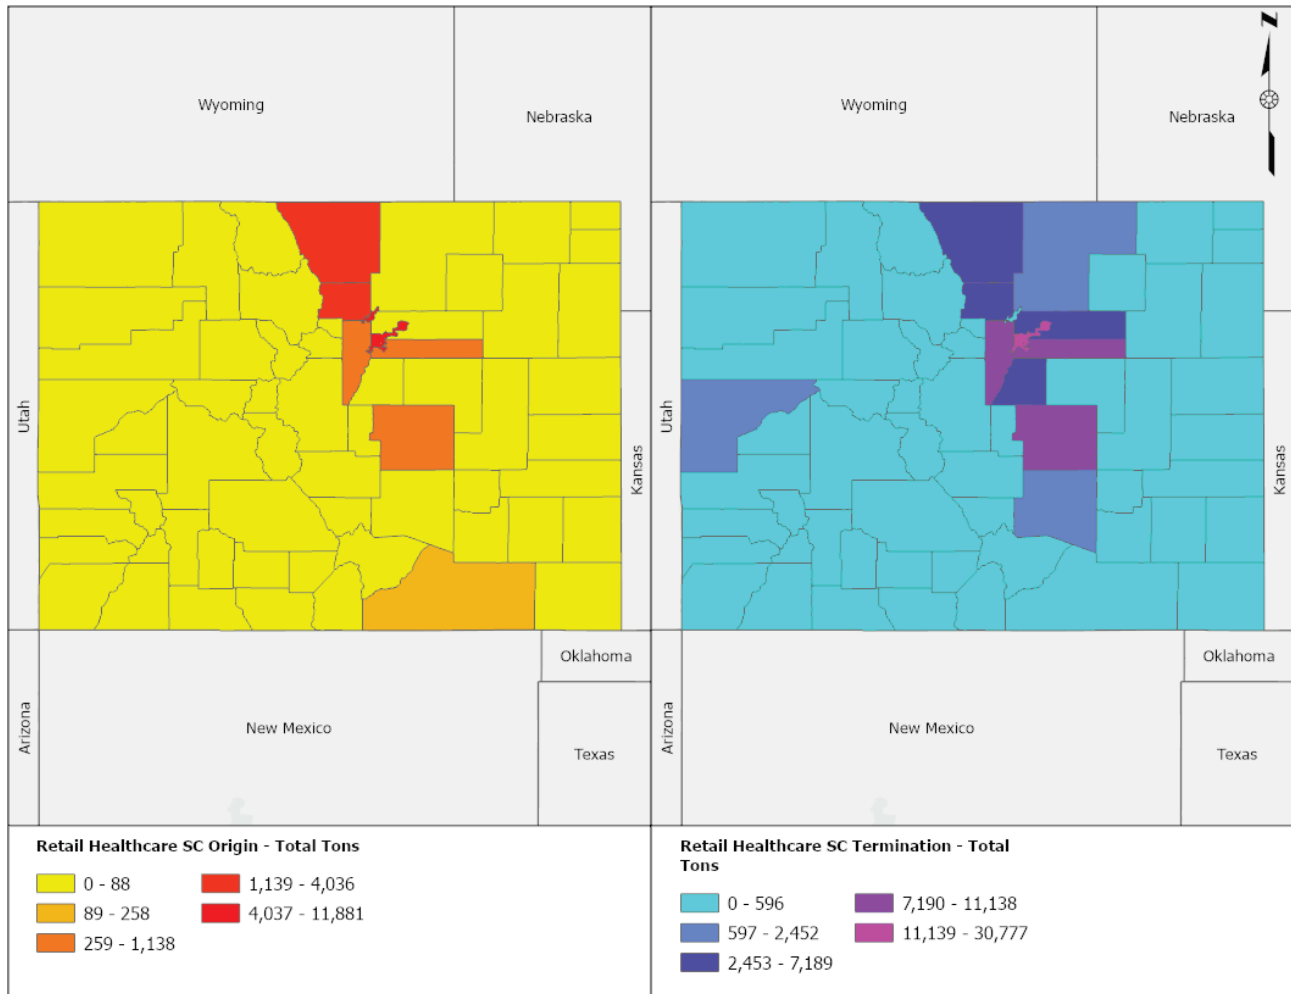 Wyoming
Nebraska
Utah
Kansas
Arizona
New Mexico
Oklahoma
Texas
Retail Healthcare SC Origin - Total Tons
0 - 88
89 - 258
259 - 1,138
1,139 - 4,036
4,037 - 11,881
Z
Wyoming
Nebraska
Utah
Kansas
Arizona
New Mexico
Oklahoma
Texas
Retail Healthcare SC Termination - Total
Tons
0 - 596
597 - 2,452
2,453 - 7,189
7,190 - 11,138
11,139 - 30,777